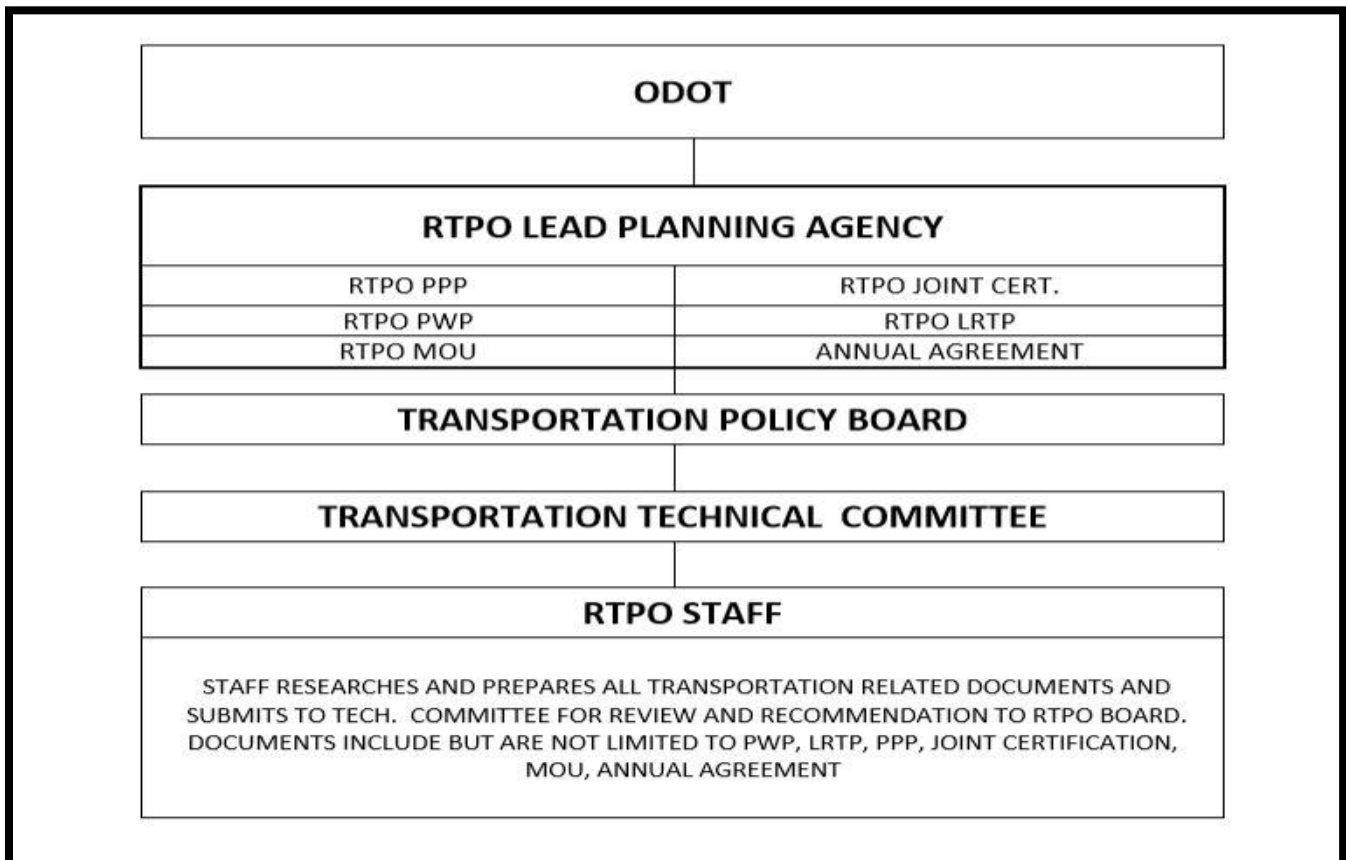 ODOT
RTPO LEAD PLANNING AGENCY
RTPO PPP
RTPO JOINT CERT.
RTPO PWP
RTPO LRTP
RTPO MOU
ANNUAL AGREEMENT
TRANSPORTATION POLICY BOARD
TRANSPORTATION TECHNICAL COMMITTEE
RTPO STAFF
STAFF RESEARCHES AND PREPARES ALL TRANSPORTATION RELATED DOCUMENTS AND
SUBMITS TO TECH. COMMITTEE FOR REVIEW AND RECOMMENDATION TO RTPO BOARD.
DOCUMENTS INCLUDE BUT ARE NOT LIMITED TO PWP, LRTP, PPP, JOINT CERTIFICATION,
MOU, ANNUAL AGREEMENT